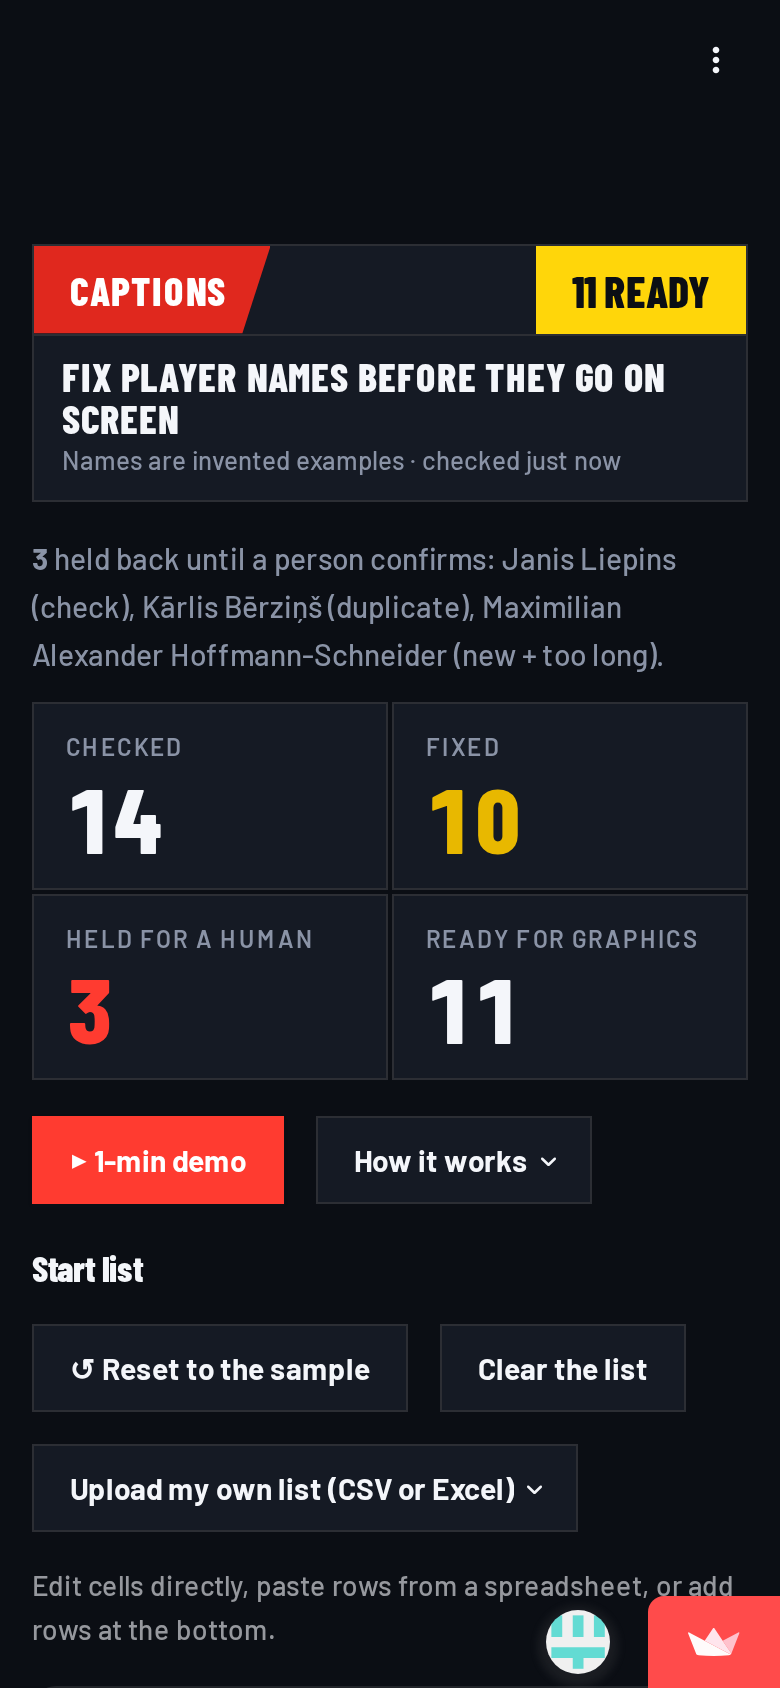 CAPTIONS
11 READY
FIX PLAYER NAMES BEFORE THEY GO ON
SCREEN
Names are invented examples · checked just now
3 held back until a person confirms: Janis Liepins
(check), Kārlis Bērziņš (duplicate), Maximilian
Alexander Hoffmann-Schneider (new + too long).
CHECKED
14
FIXED
10
HELD FOR A HUMAN
3
READY FOR GRAPHICS
11
▶ 1-min demo
How it works
Start list
↺ Reset to the sample
Clear the list
Upload my own list (CSV or Excel)
Edit cells directly, paste rows from a spreadsheet, or add
rows at the bottom.